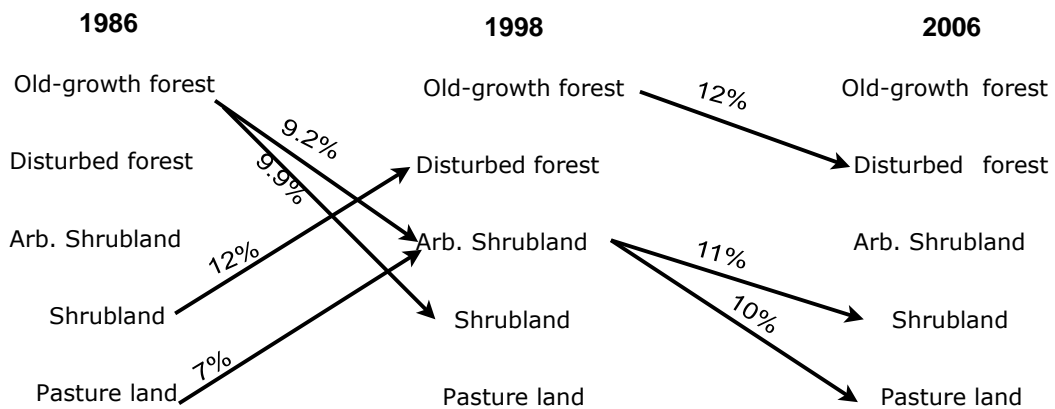 1986 1998 2006
Old-growth forest Old-growth forest 12% Old-growth forest
9.2%
Disturbed forest 9.9% Disturbed forest Disturbed forest
Arb. Shrubland Arb. Shrubland Arb. Shrubland
12% 11%
10%
Shrubland Shrubland Shrubland
7%
Pasture land Pasture land Pasture land